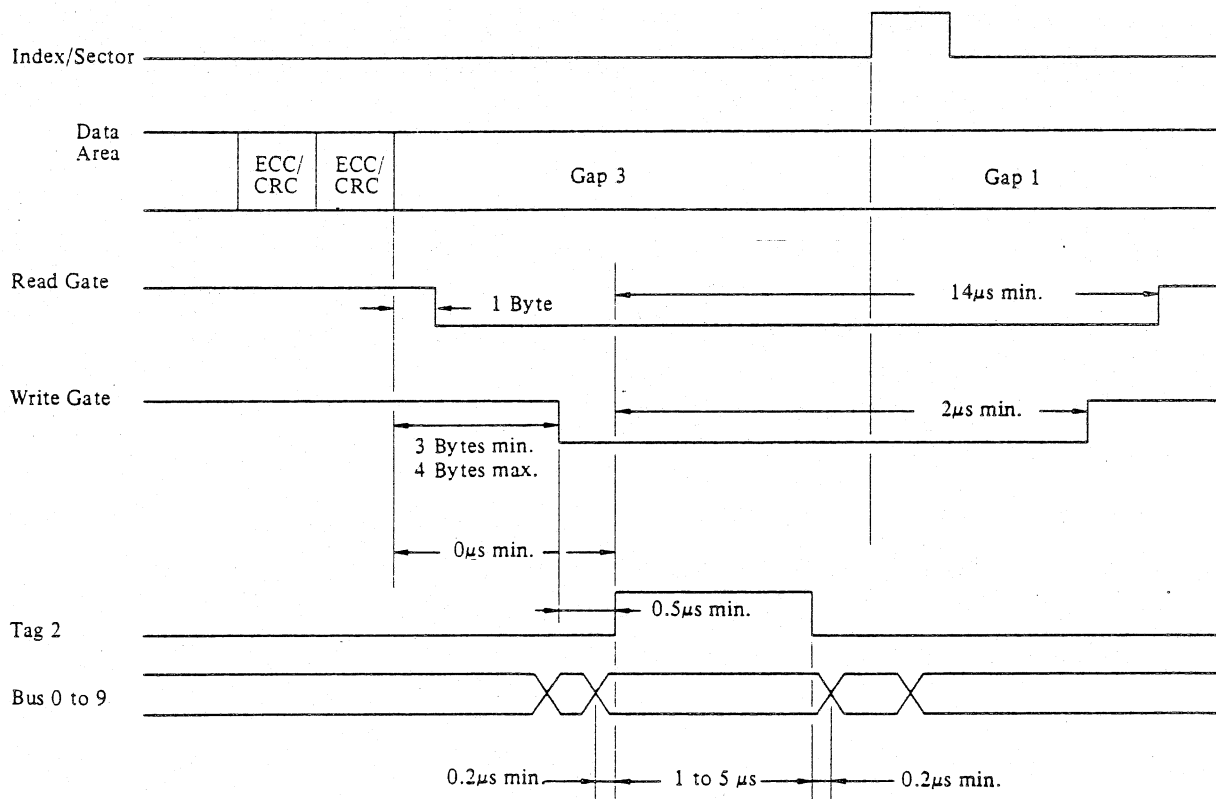 Index/Sector
Data
Area
ECC/
CRC
ECC/
CRC
Gap 3
Gap 1
Read Gate
1 Byte
14μs min.
Write Gate
2μs min.
3 Bytes min.
4 Bytes max.
0μs min.
0.5μs min.
Tag 2
Bus 0 to 9
0.2μs min.
1 to 5 μs
0.2μs min.